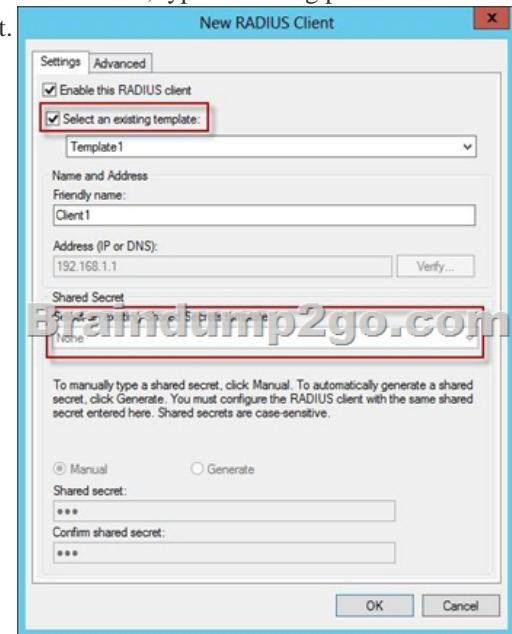 t.
New RADIUS Client
x
Settings Advanced
Enable this RADIUS client
Select an existing template:
Template1
Name and Address
Friendly name:
Client1
Address (IP or DNS):
192.168.1.1 Verify...
Shared Secret
Braindump2go.com
None
To manually type a shared secret, click Manual. To automatically generate a shared
secret, click Generate. You must configure the RADIUS client with the same shared
secret entered here. Shared secrets are case-sensitive.
Manual Generate
Shared secret:
•••
Confirm shared secret:
•••
OK Cancel